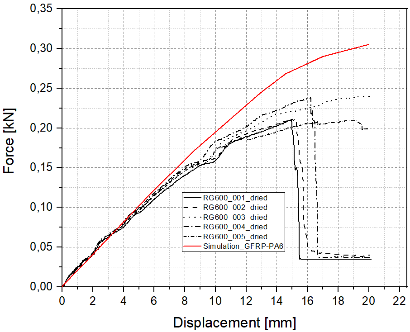 0,35
0,30
0,25
0,20
0,15
0,10
0,05
0,00
Force [kN]
RG600_001_dried
RG600_002_dried
RG600_003_dried
RG600_004_dried
RG600_005_dried
Simulation_GFRP-PA6
0 2 4 6 8 10 12 14 16 18 20 22
Displacement [mm]